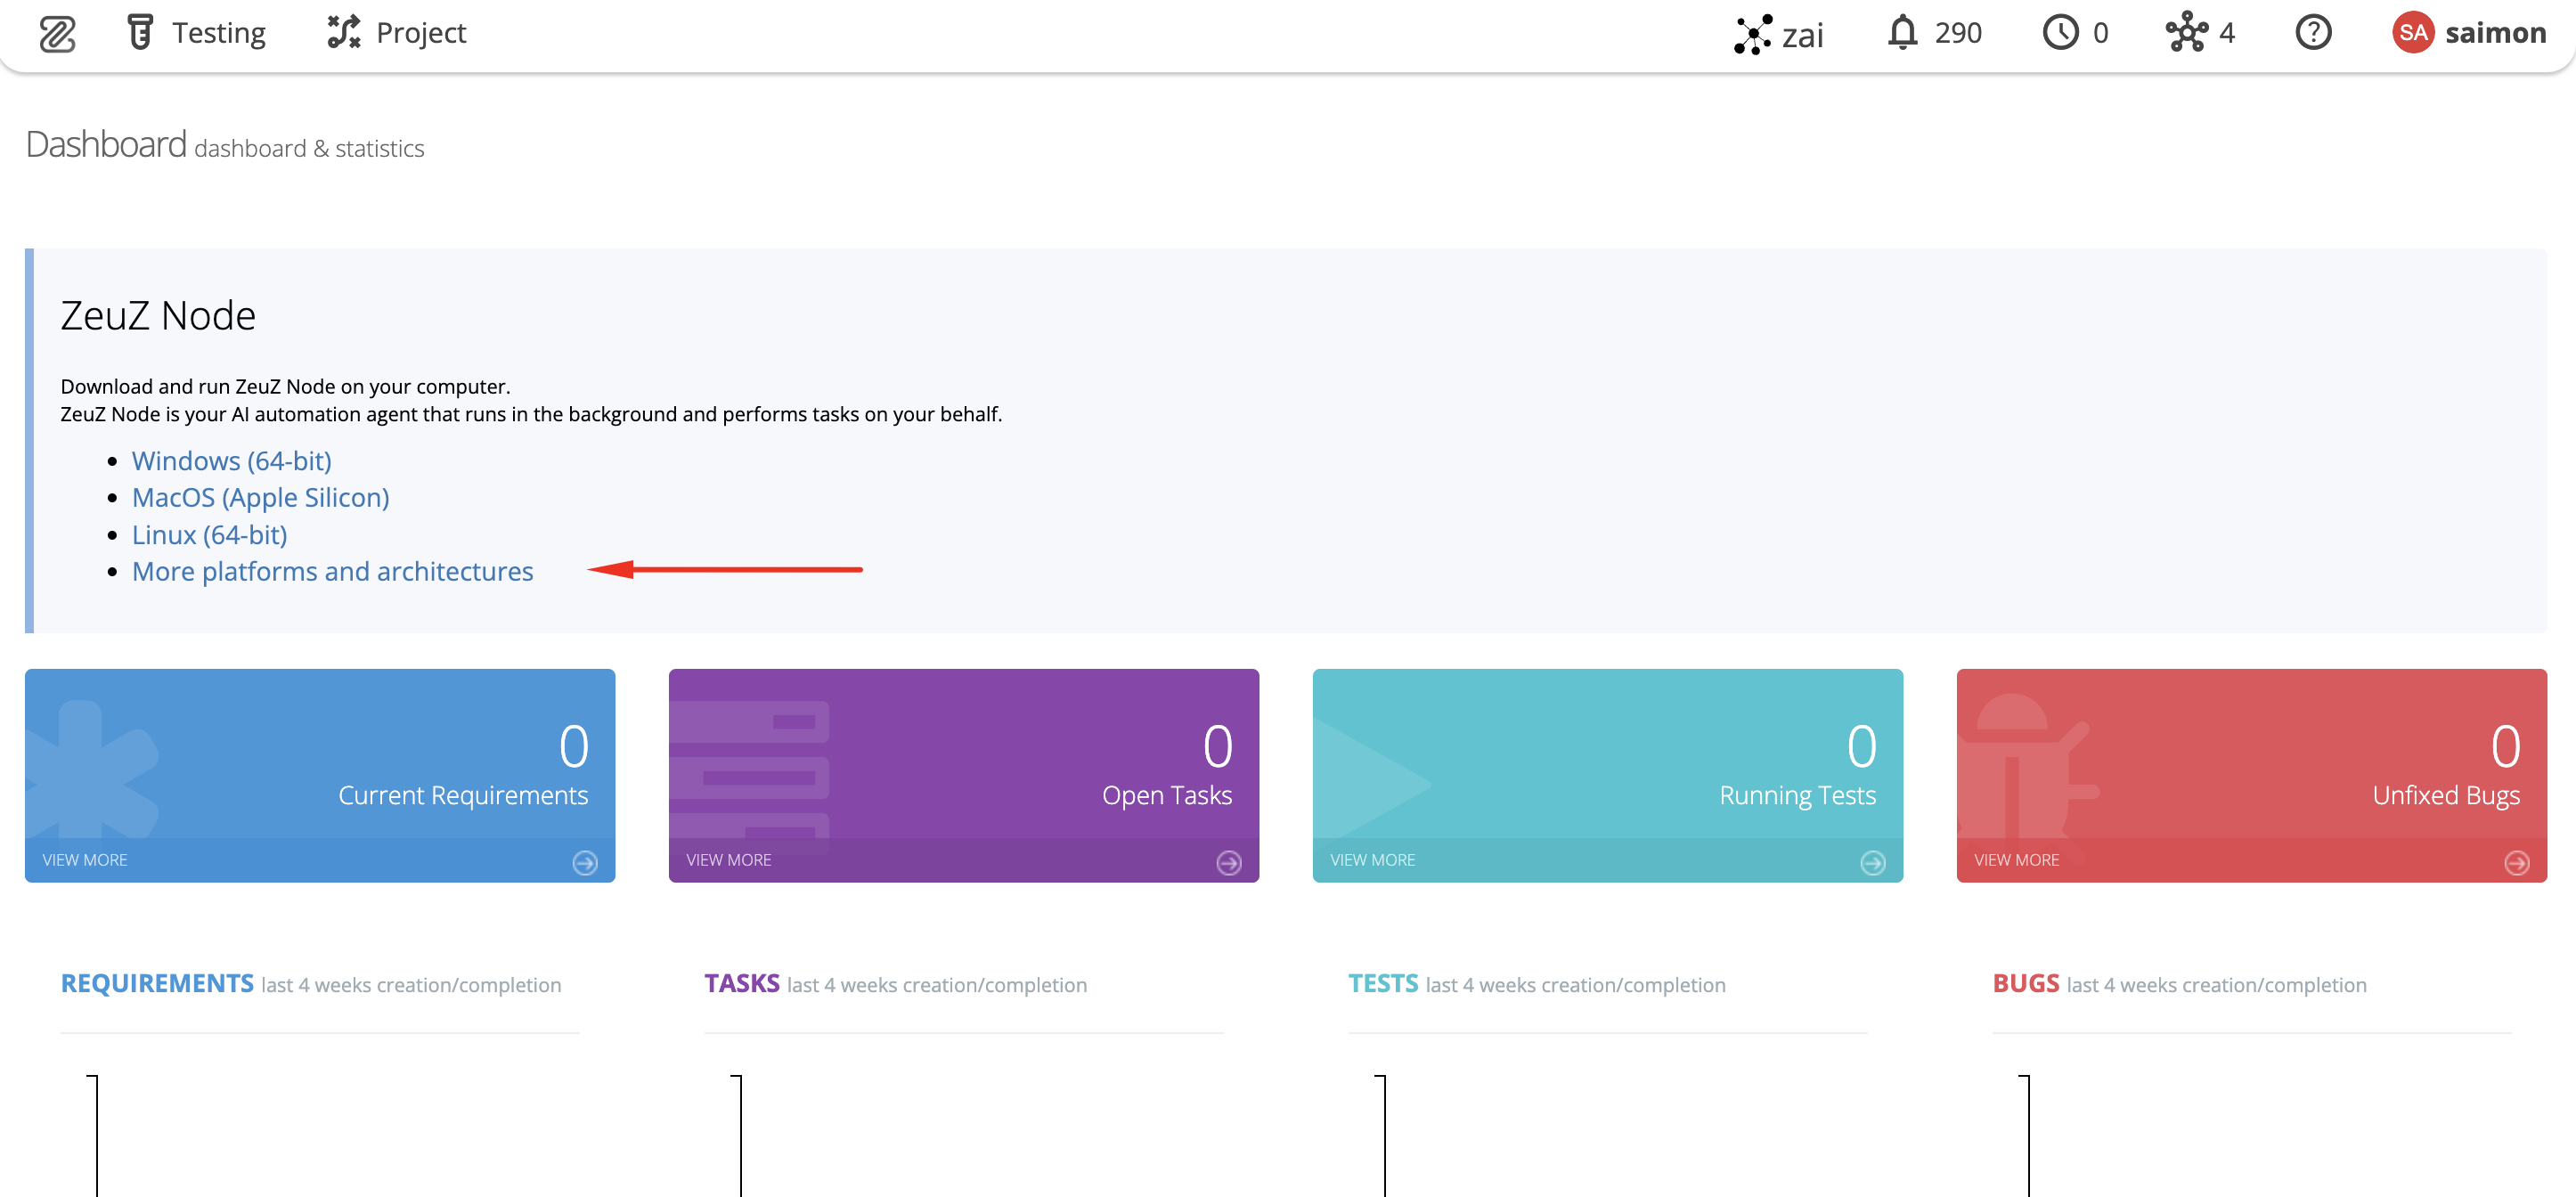 Testing Project zai 290 0 4 SA saimon
Dashboard dashboard & statistics
ZeuZ Node
Download and run ZeuZ Node on your computer.
ZeuZ Node is your AI automation agent that runs in the background and performs tasks on your behalf.
Windows (64-bit)
MacOS (Apple Silicon)
Linux (64-bit)
More platforms and architectures
0
Current Requirements
VIEW MORE
0
Open Tasks
VIEW MORE
0
Running Tests
VIEW MORE
0
Unfixed Bugs
VIEW MORE
REQUIREMENTS last 4 weeks creation/completion
TASKS last 4 weeks creation/completion
TESTS last 4 weeks creation/completion
BUGS last 4 weeks creation/completion